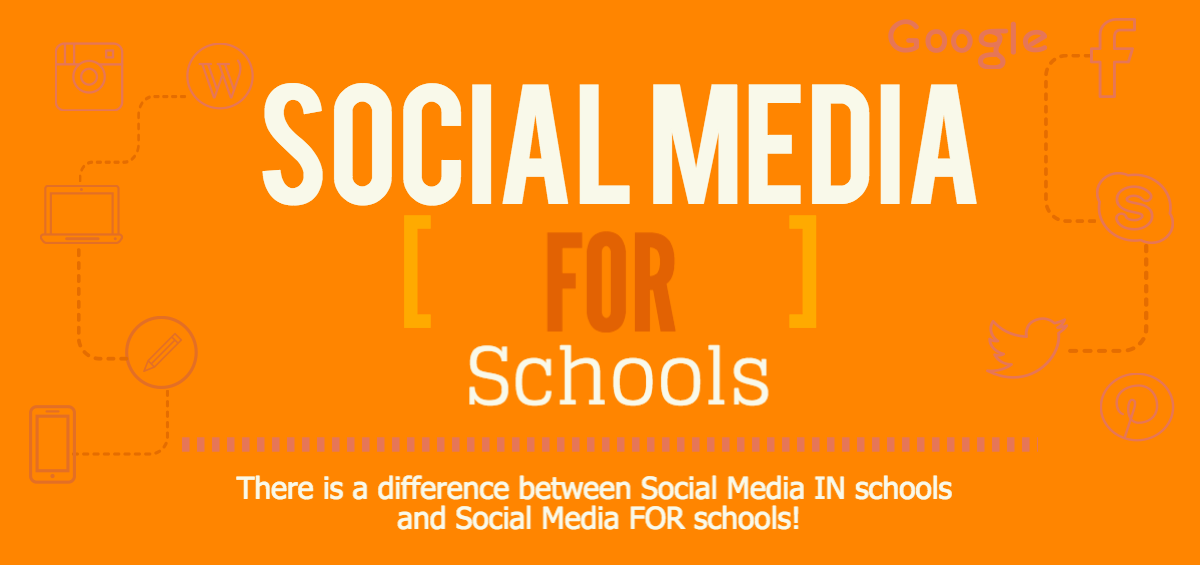 Google
SOCIAL MEDIA
[ FOR ]
Schools
There is a difference between Social Media IN schools
and Social Media FOR schools!